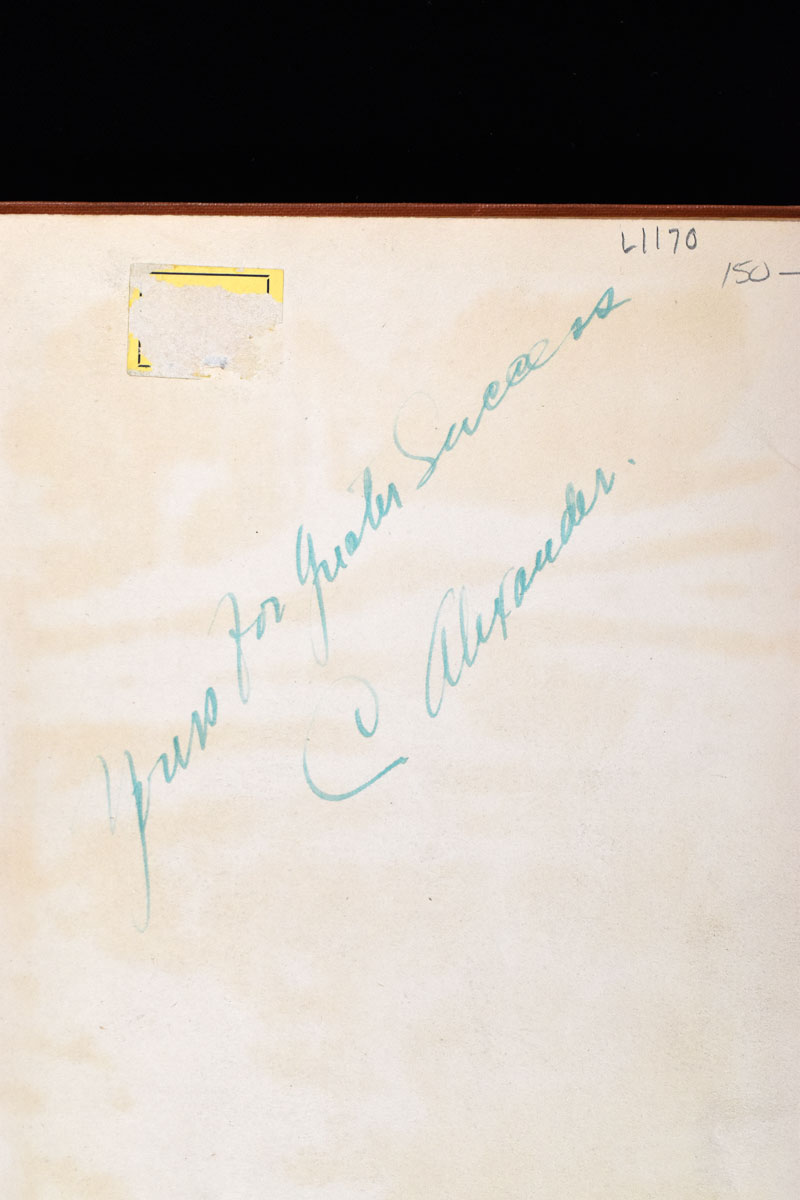 L1170
150 –
Yours For Greater Success
C Alexander.